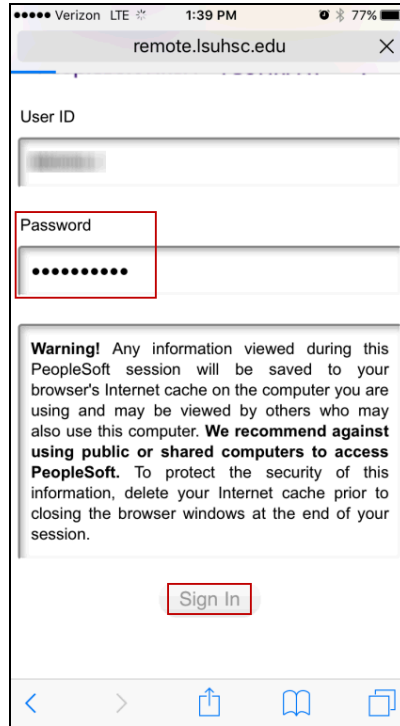 ●●●●● Verizon LTE 1:39 PM 77%
remote.lsuhsc.edu
User ID
Password
●●●●●●●●●●
Warning! Any information viewed during this
PeopleSoft session will be saved to your
browser's Internet cache on the computer you are
using and may be viewed by others who may
also use this computer. We recommend against
using public or shared computers to access
PeopleSoft. To protect the security of this
information, delete your Internet cache prior to
closing the browser windows at the end of your
session.
Sign In